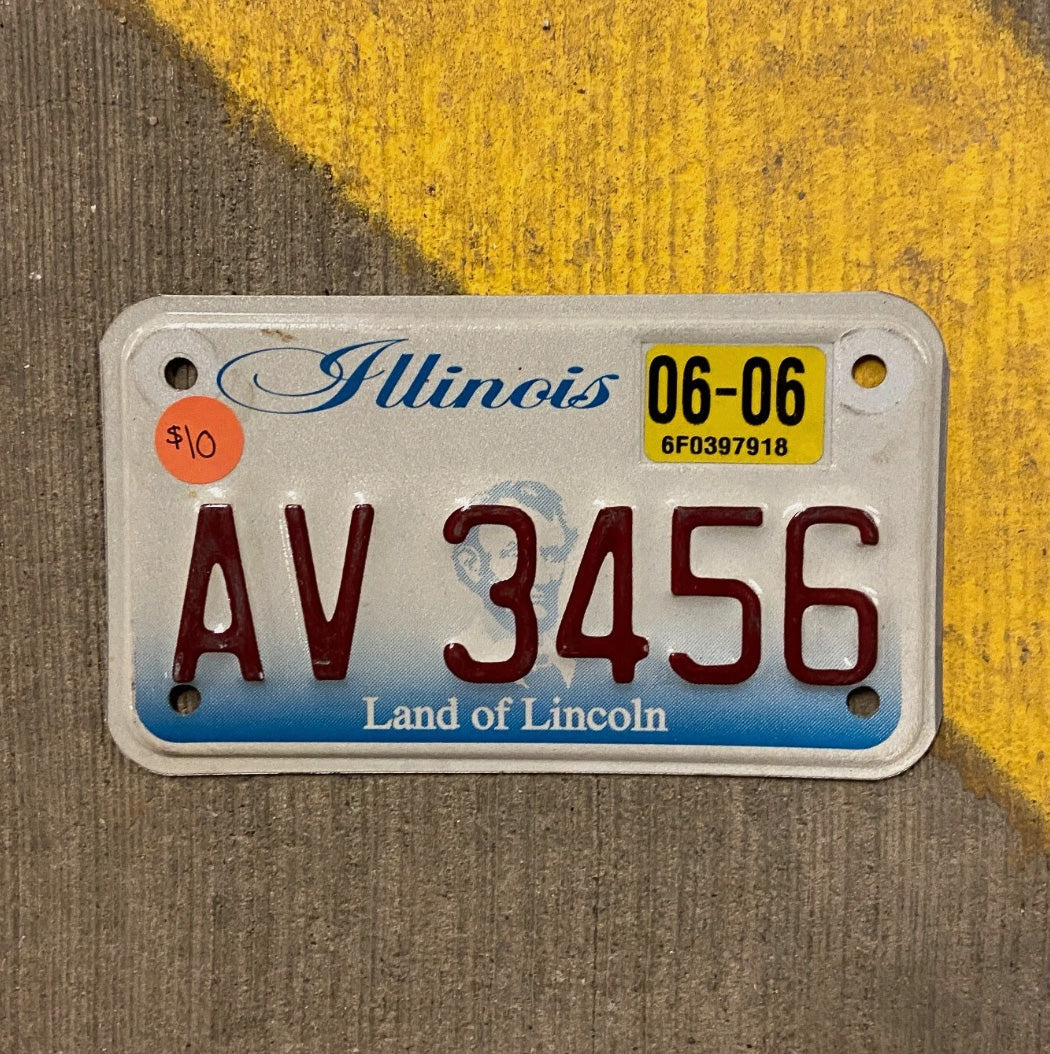 Illinois
06-06
6F0397918
$10
AV 3456
Land of Lincoln